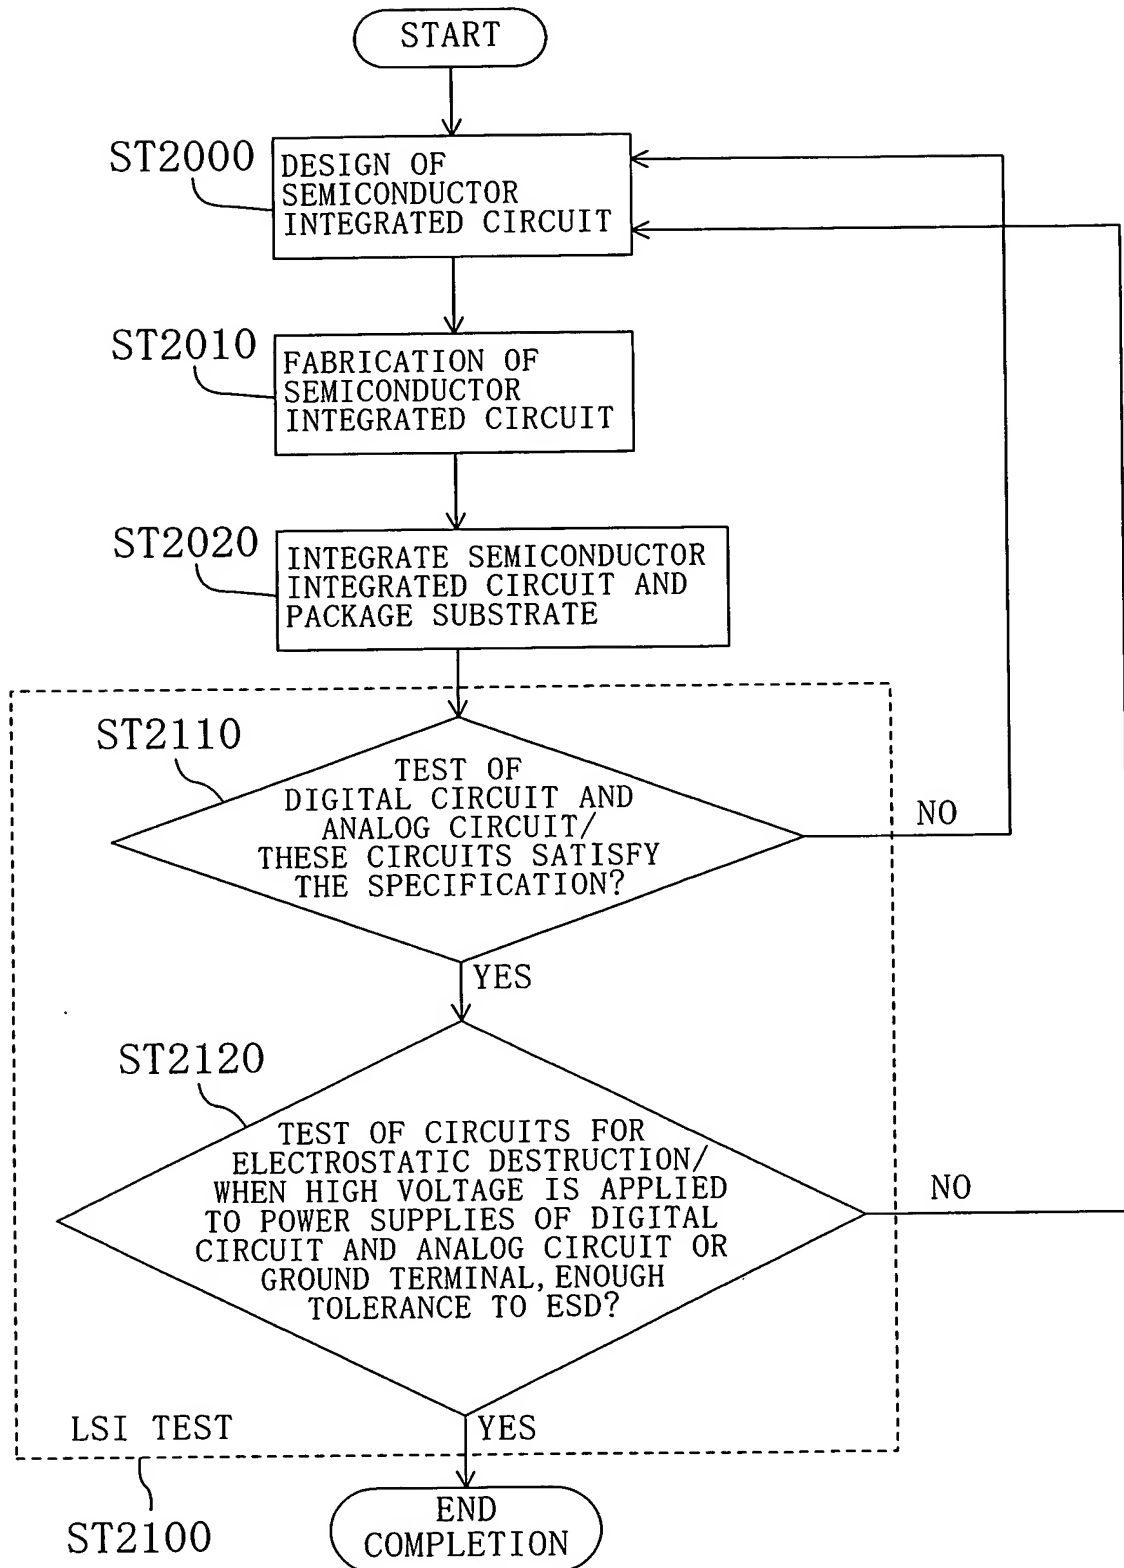 START
ST2000
DESIGN OF
SEMICONDUCTOR
INTEGRATED CIRCUIT
ST2010
FABRICATION OF
SEMICONDUCTOR
INTEGRATED CIRCUIT
ST2020
INTEGRATE SEMICONDUCTOR
INTEGRATED CIRCUIT AND
PACKAGE SUBSTRATE
ST2110
TEST OF
DIGITAL CIRCUIT AND
ANALOG CIRCUIT/
THESE CIRCUITS SATISFY
THE SPECIFICATION?
NO
YES
ST2120
TEST OF CIRCUITS FOR
ELECTROSTATIC DESTRUCTION/
WHEN HIGH VOLTAGE IS APPLIED
TO POWER SUPPLIES OF DIGITAL
CIRCUIT AND ANALOG CIRCUIT OR
GROUND TERMINAL, ENOUGH
TOLERANCE TO ESD?
NO
YES
LSI TEST
ST2100
END
COMPLETION